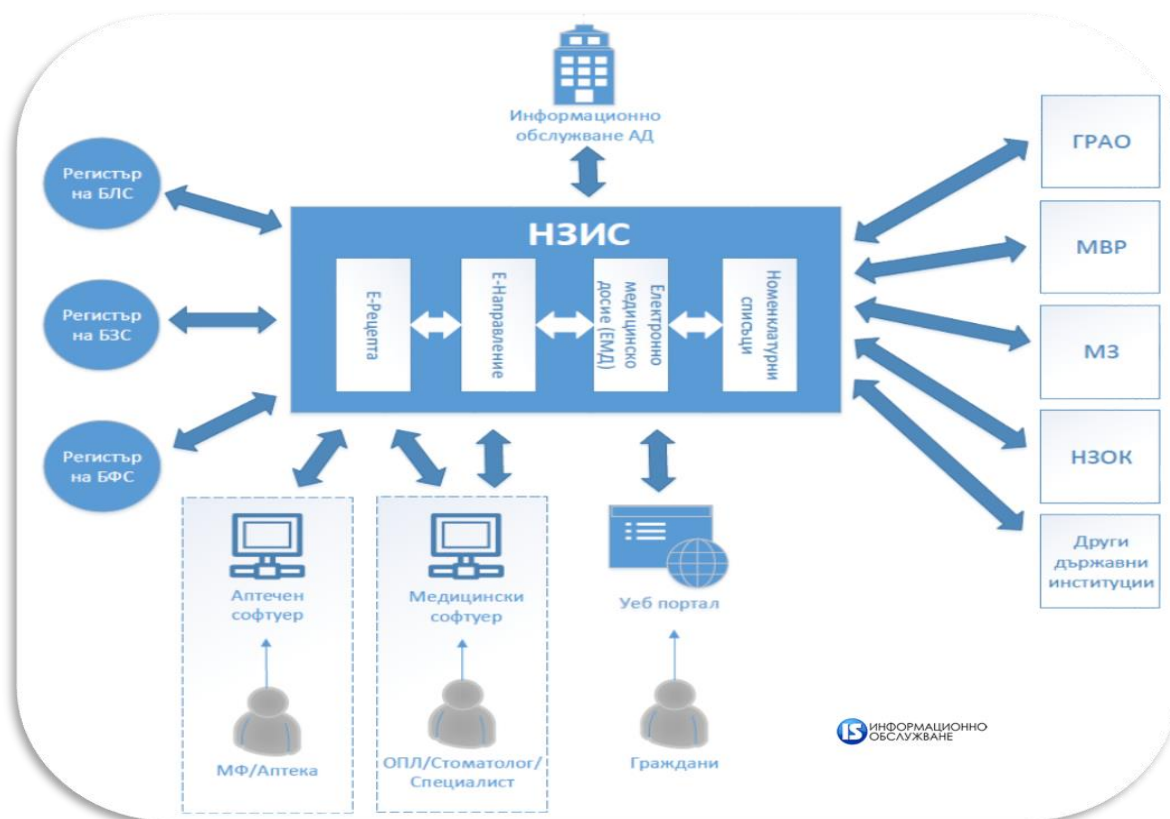 Информационно
обслужване АД
Регистър
на БЛС
Регистър
на БЗС
Регистър
на БФС
НЗИС
Е-Рецепта
Е-Направление
Електронно
медицинско
досие (ЕМД)
Номенклатурни
списъци
ГРАО
МВР
МЗ
НЗОК
Други
държавни
институции
Аптечен
софтуер
МФ/Аптека
Медицински
софтуер
ОПЛ/Стоматолог/
Специалист
Уеб портал
Граждани
IS ИНФОРМАЦИОННО
ОБСЛУЖВАНЕ